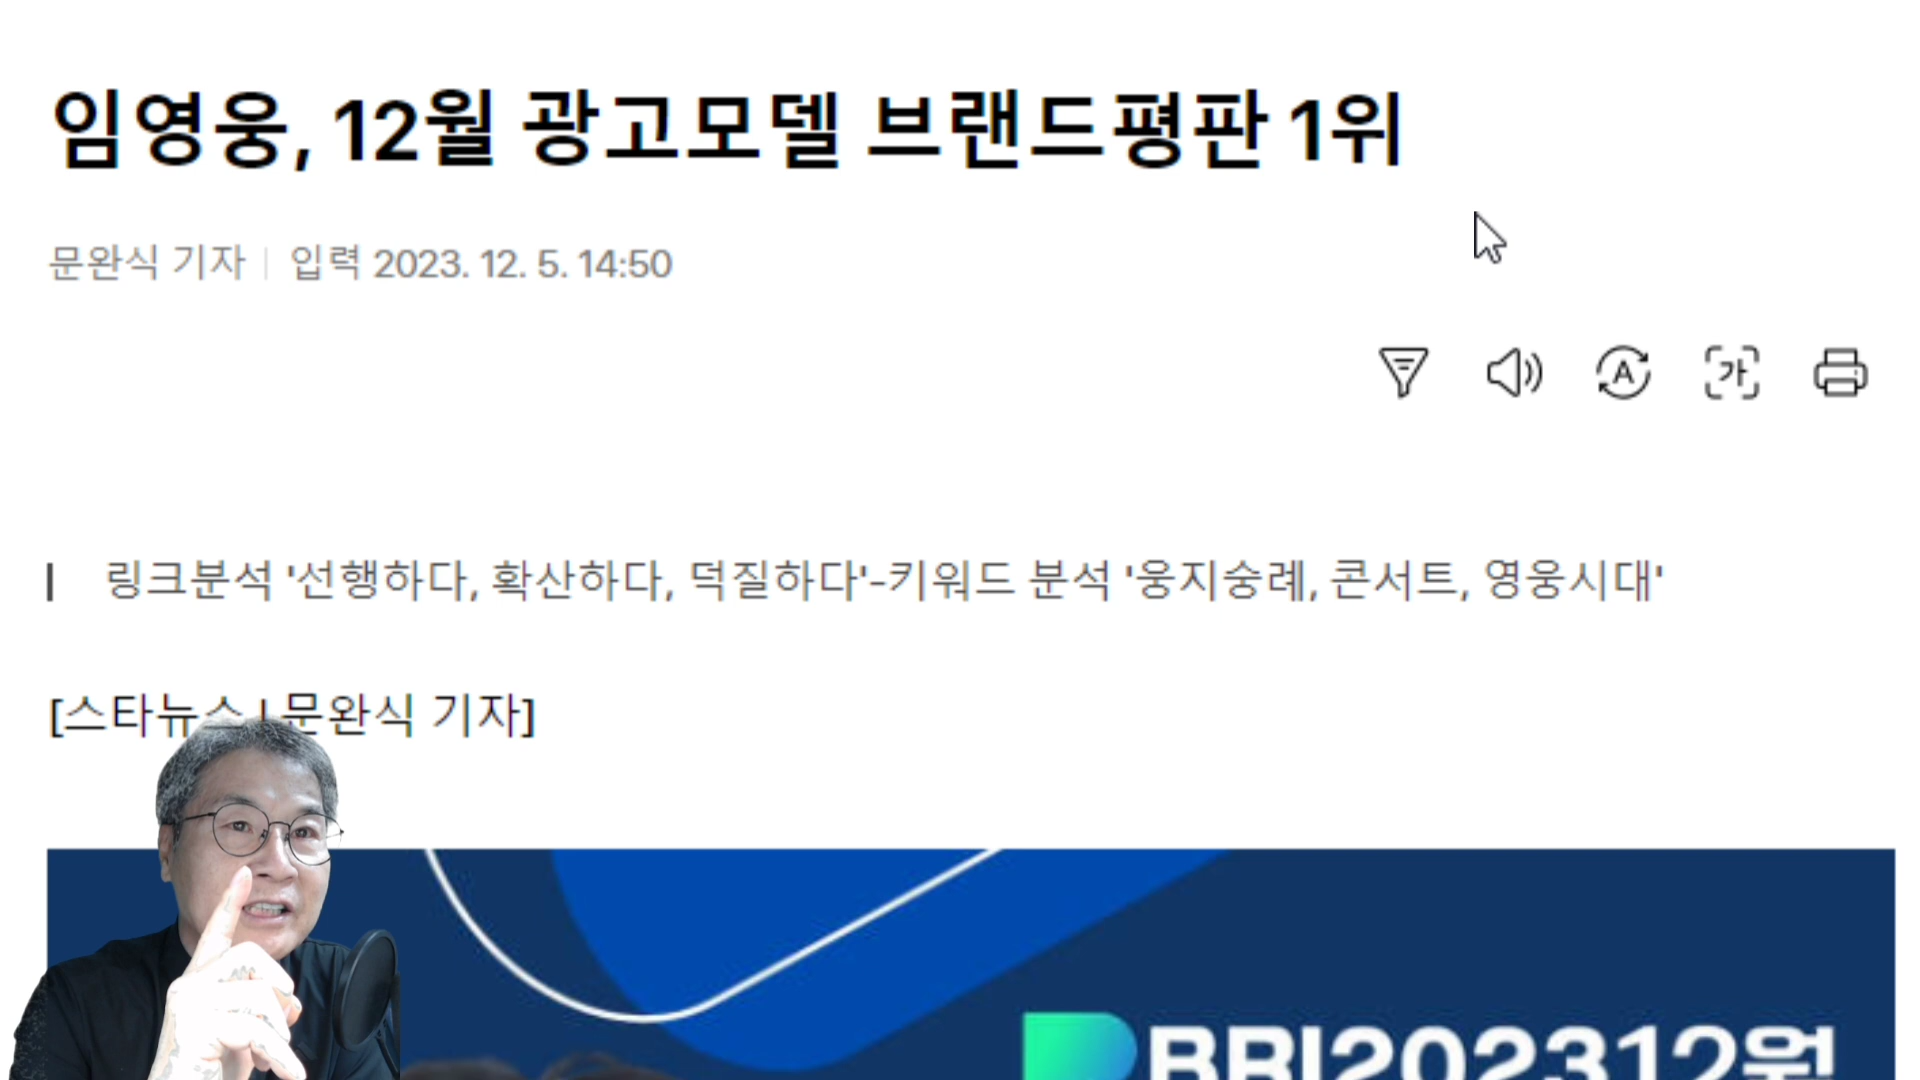 임영웅, 12월 광고모델 브랜드평판 1위
문완식 기자 | 입력 2023. 12. 5. 14:50
A 가
링크분석 '선행하다, 확산하다, 덕질하다'-키워드 분석 '웅지숭례, 콘서트, 영웅시대'
[스타뉴스 | 문완식 기자]
BRI202312월